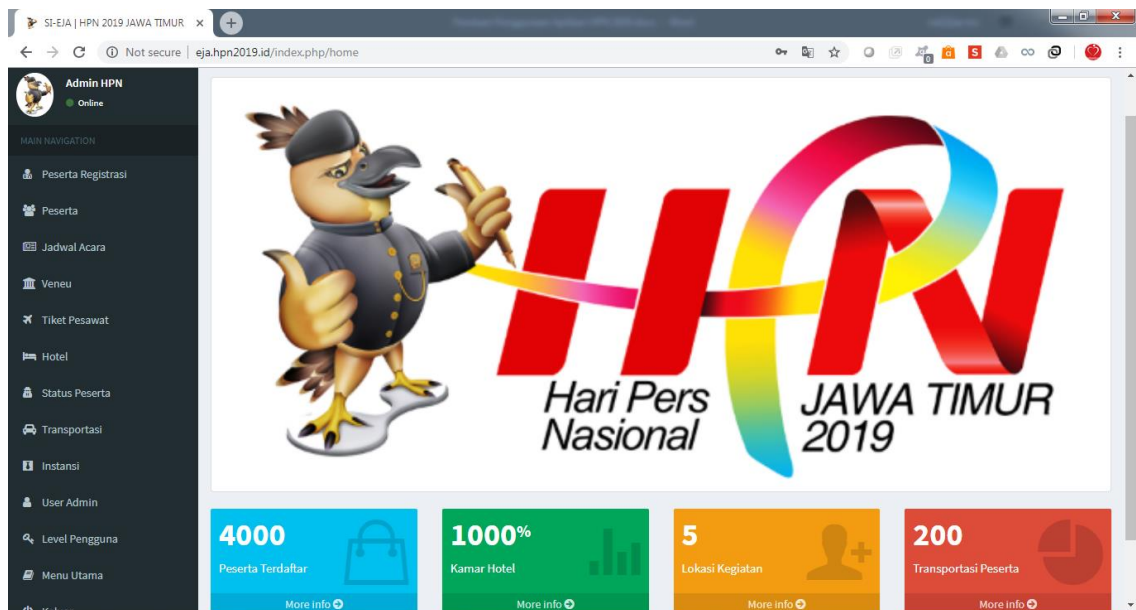 SI-EJA | HPN 2019 JAWA TIMUR
Not secure | eja.hpn2019.id/index.php/home
Admin HPN
Online
MAIN NAVIGATION
Peserta Registrasi
Peserta
Jadwal Acara
Veneu
Tiket Pesawat
Hotel
Status Peserta
Transportasi
Instansi
User Admin
Level Pengguna
Menu Utama
HPN
Hari Pers
Nasional
JAWA TIMUR
2019
4000
Peserta Terdaftar
More info
1000%
Kamar Hotel
More info
5
Lokasi Kegiatan
More info
200
Transportasi Peserta
More info